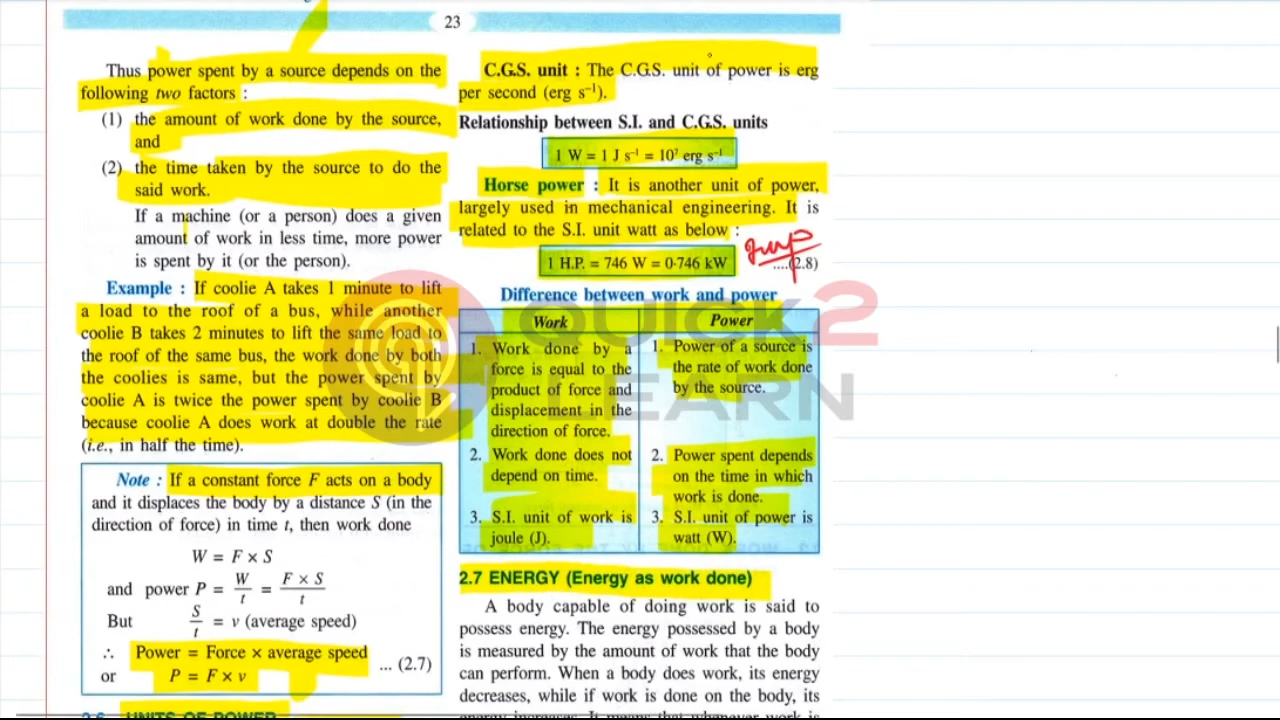 23
Thus power spent by a source depends on the
following two factors :
(1) the amount of work done by the source,
and
(2) the time taken by the source to do the
said work.
If a machine (or a person) does a given
amount of work in less time, more power
is spent by it (or the person).
Example : If coolie A takes 1 minute to lift
a load to the roof of a bus, while another
coolie B takes 2 minutes to lift the same load to
the roof of the same bus, the work done by both
the coolies is same, but the power spent by
coolie A is twice the power spent by coolie B
because coolie A does work at double the rate
(i.e., in half the time).
Note : If a constant force F acts on a body
and it displaces the body by a distance S (in the
direction of force) in time t, then work done
W = F × S
and power P = W/t = F × S/t
But S/t = v (average speed)
∴ Power = Force × average speed
... (2.7)
or P = F × v
2.6 UNITS OF POWER
C.G.S. unit : The C.G.S. unit of power is erg
per second (erg s⁻¹).
Relationship between S.I. and C.G.S. units
1 W = 1 J s⁻¹ = 10⁷ erg s⁻¹
Horse power : It is another unit of power,
largely used in mechanical engineering. It is
related to the S.I. unit watt as below :
Imp
1 H.P. = 746 W = 0·746 kW
....(2.8)
Difference between work and power
Work
Power
1. Work done by a
force is equal to the
product of force and
displacement in the
direction of force.
1. Power of a source is
the rate of work done
by the source.
2. Work done does not
depend on time.
2. Power spent depends
on the time in which
work is done.
3. S.I. unit of work is
joule (J).
3. S.I. unit of power is
watt (W).
2.7 ENERGY (Energy as work done)
A body capable of doing work is said to
possess energy. The energy possessed by a body
is measured by the amount of work that the body
can perform. When a body does work, its energy
decreases, while if work is done on the body, its
energy increases. It means that whenever work is
QUICK2
LEARN